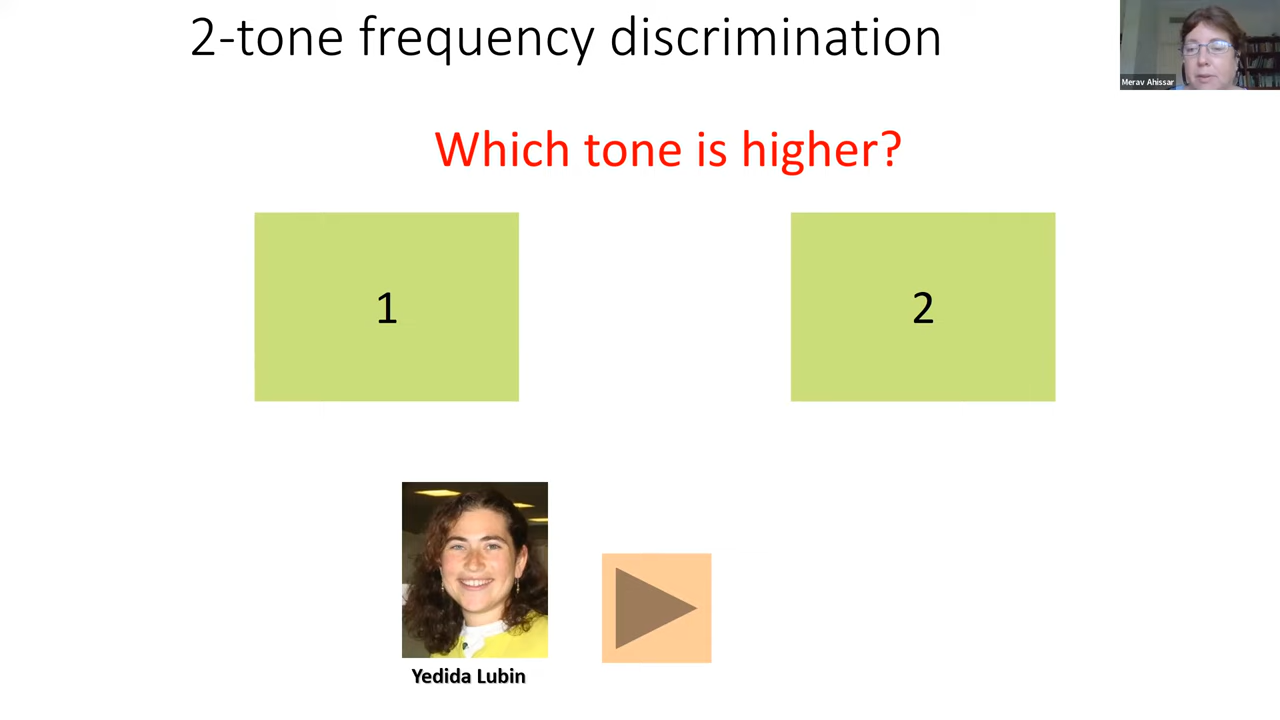 2-tone frequency discrimination
Merav Ahissar
Which tone is higher?
1
2
Yedida Lubin